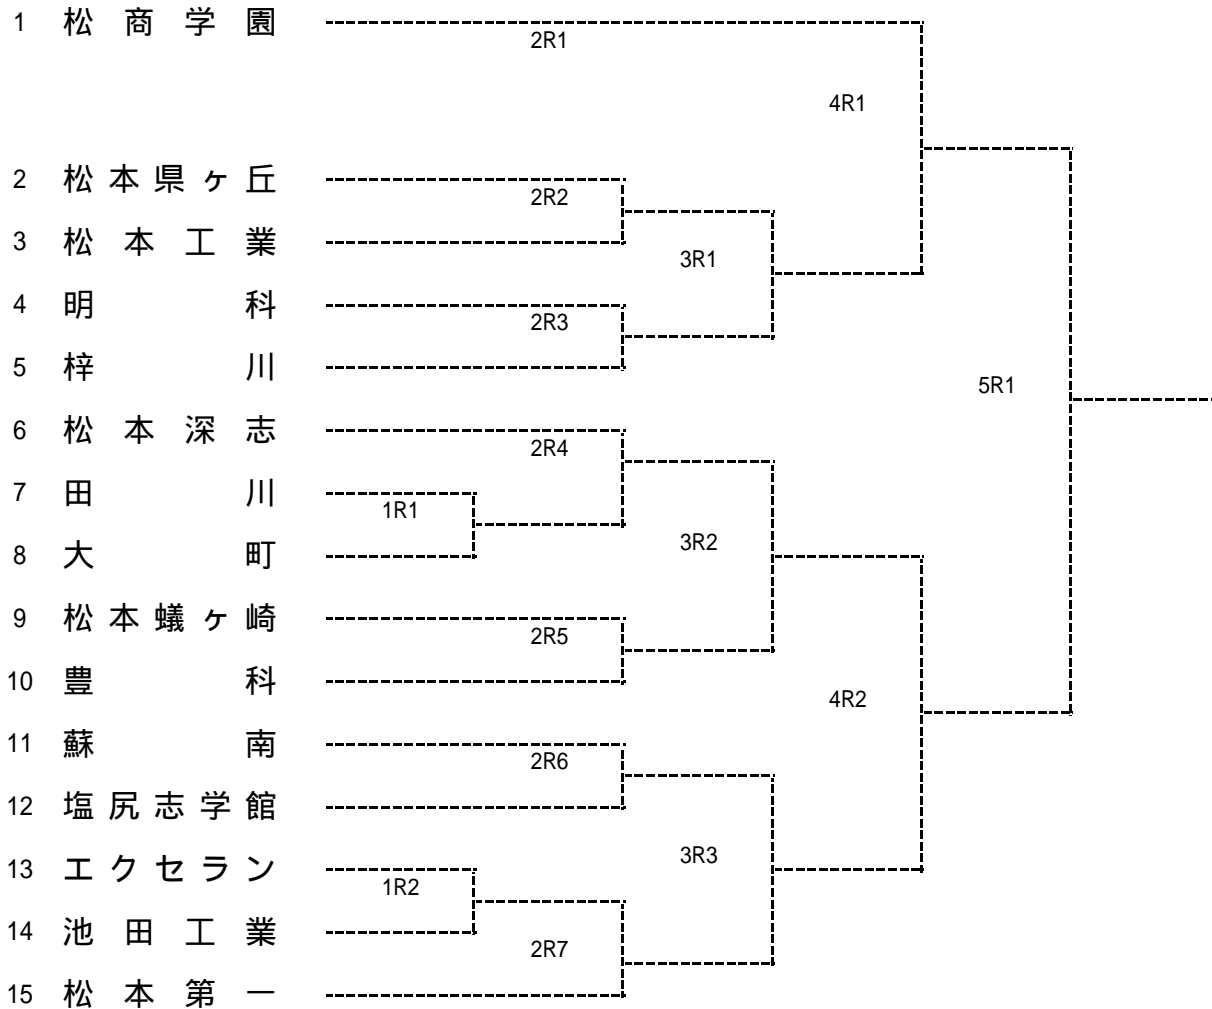 1 松商学園
2R1
4R1
2 松本県ヶ丘
2R2
3 松本工業
3R1
4 明科
2R3
5 梓川
5R1
6 松本深志
2R4
7 田川
1R1
3R2
8 大町
9 松本蟻ヶ崎
2R5
10 豊科
4R2
11 蘇南
2R6
12 塩尻志学館
3R3
13 エクセラン
1R2
14 池田工業
2R7
15 松本第一